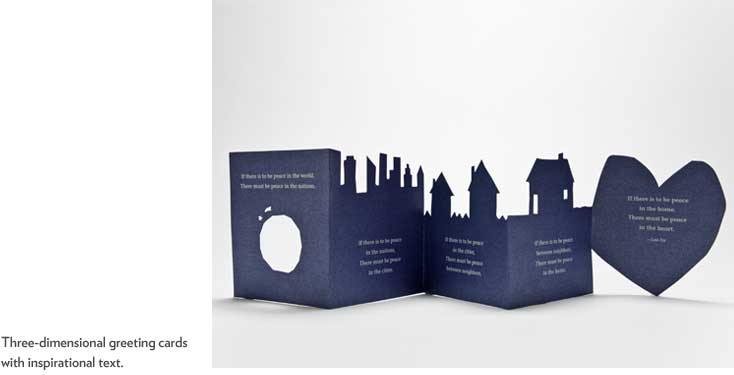 If there is to be peace in the world,
There must be peace in the nations.
If there is to be peace
in the nations,
There must be peace
in the cities.
If there is to be peace
in the cities,
There must be peace
between neighbors.
If there is to be peace
between neighbors,
There must be peace
in the home.
If there is to be peace
in the home,
There must be peace
in the heart.
—Lao Tzu
Three-dimensional greeting cards
with inspirational text.